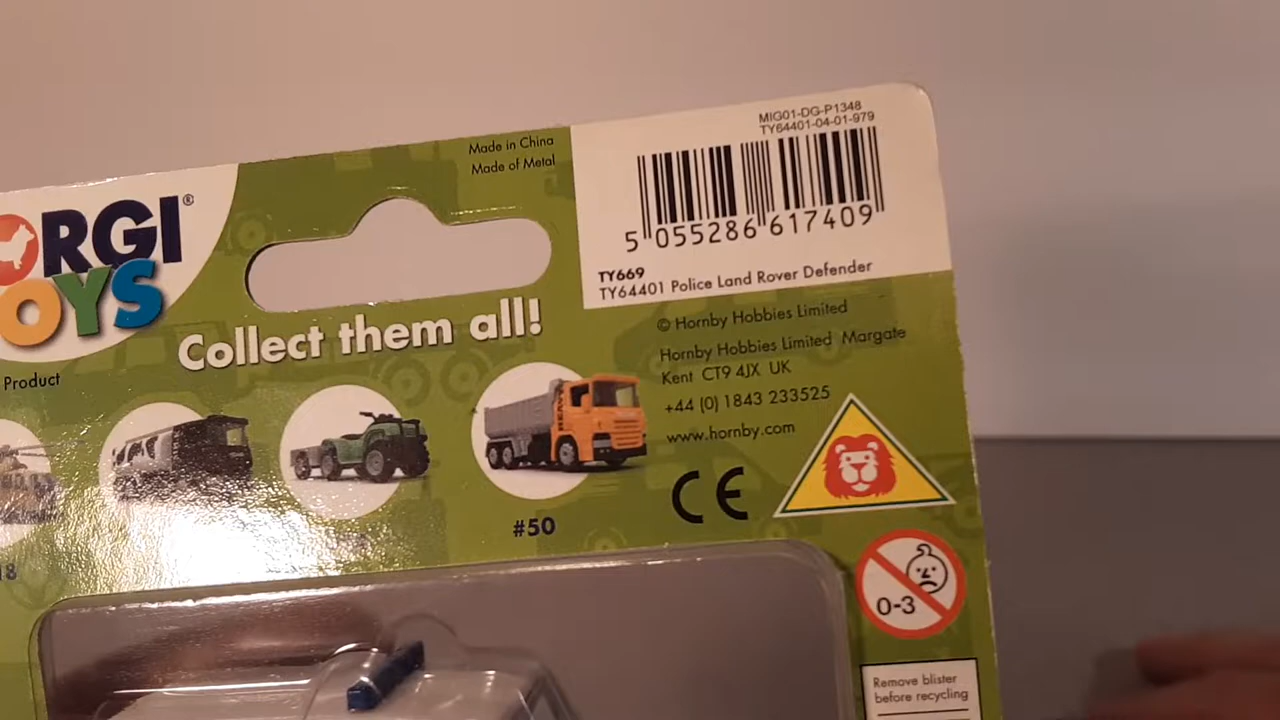 MIG01-DG-P1348
TY64401-04-01-979
Made in China
Made of Metal
5 055286 617409
TY669
TY64401 Police Land Rover Defender
ORGI®
OYS
Collect them all!
© Hornby Hobbies Limited
Hornby Hobbies Limited Margate
Kent CT9 4JX UK
+44 (0) 1843 233525
www.hornby.com
Product
CE
#50
0-3
Remove blister
before recycling